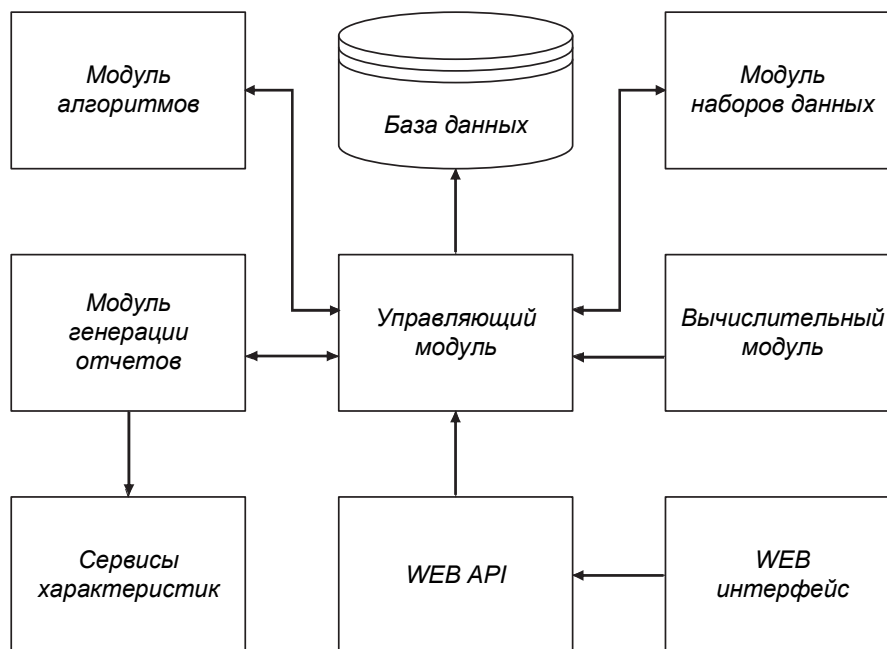 Модуль
алгоритмов
База данных
Модуль
наборов данных
Модуль
генерации
отчетов
Управляющий
модуль
Вычислительный
модуль
Сервисы
характеристик
WEB API
WEB
интерфейс